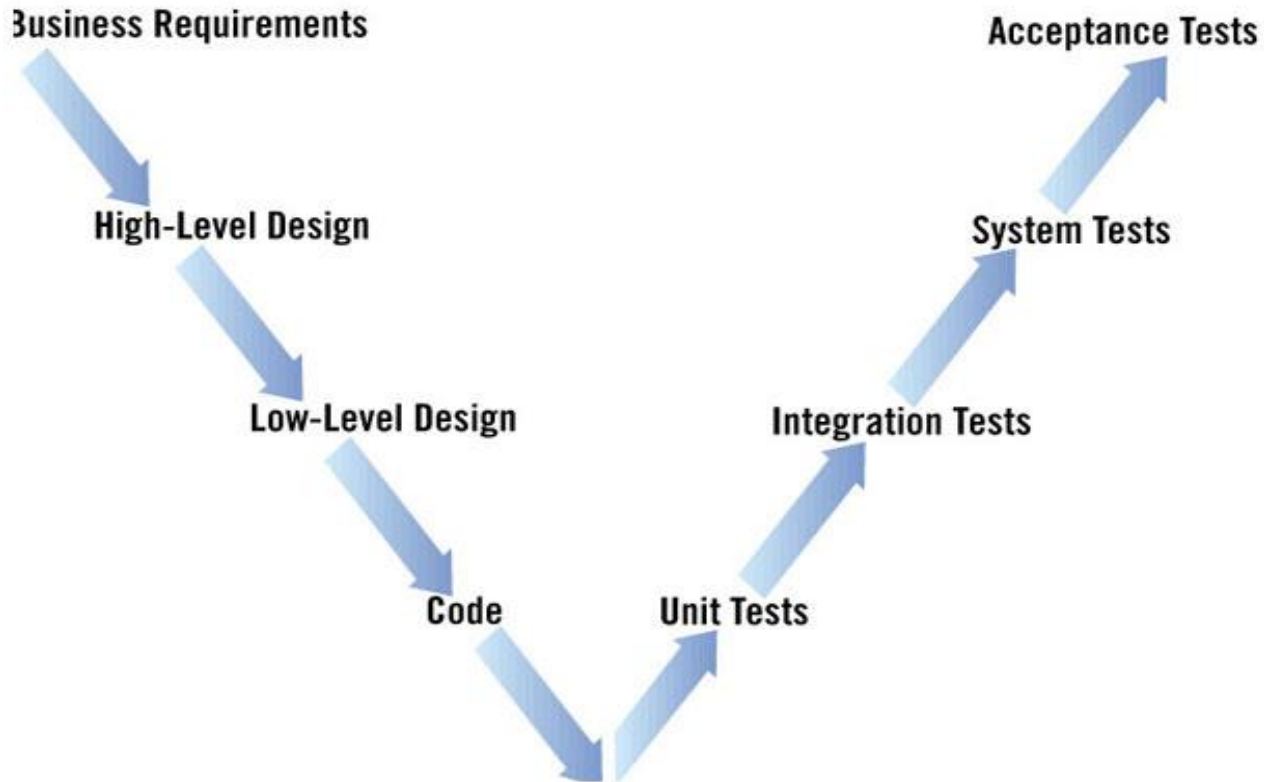 Business Requirements
Acceptance Tests
High-Level Design
System Tests
Low-Level Design
Integration Tests
Code
Unit Tests